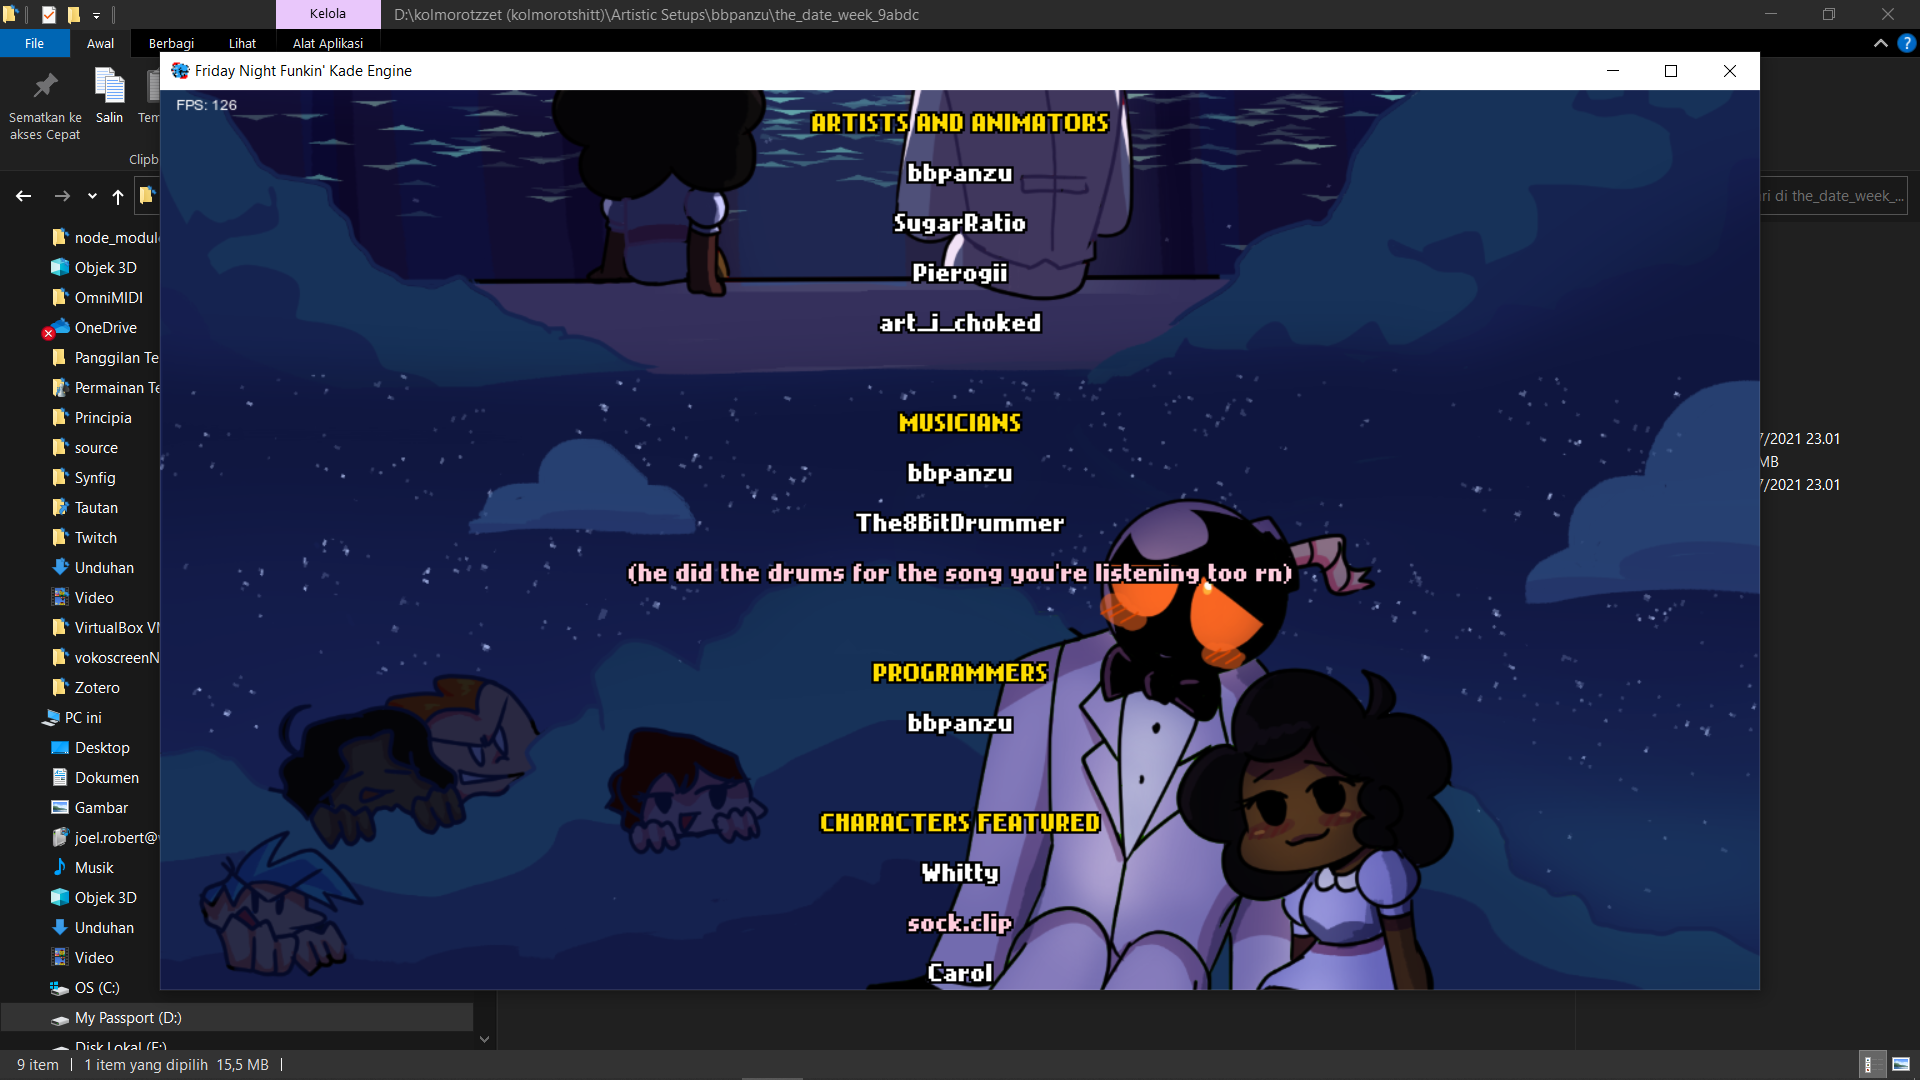 Kelola
D:\kolmorotzzet (kolmorotshitt)\Artistic Setups\bbpanzu\the_date_week_9abdc
File
Awal
Berbagi
Lihat
Alat Aplikasi
Friday Night Funkin' Kade Engine
FPS: 126
Sematkan ke
akses Cepat
Salin
Tem
Clipb
ri di the_date_week_...
node_modul
Objek 3D
OmniMIDI
OneDrive
Panggilan Te
Permainan Te
Principia
source
Synfig
Tautan
Twitch
Unduhan
Video
VirtualBox VM
vokoscreenN
Zotero
PC ini
Desktop
Dokumen
Gambar
joel.robert@w
Musik
Objek 3D
Unduhan
Video
OS (C:)
My Passport (D:)
Disk Lokal (E:)
ARTISTS AND ANIMATORS
bbpanzu
SugarRatio
Pierogii
art_i_choked
MUSICIANS
bbpanzu
The8BitDrummer
(he did the drums for the song you're listening too rn)
PROGRAMMERS
bbpanzu
CHARACTERS FEATURED
Whitty
sock.clip
Carol
7/2021 23.01
MB
7/2021 23.01
9 item
1 item yang dipilih 15,5 MB